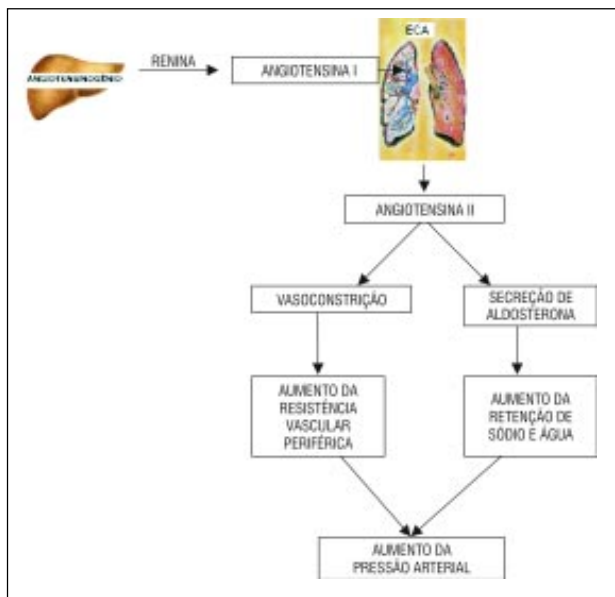 ECA
RENINA
ANGIOTENSINOGÊNIO
ANGIOTENSINA I
ANGIOTENSINA II
VASOCONSTRIÇÃO
SECREÇÃO DE
ALDOSTERONA
AUMENTO DA
RESISTÊNCIA
VASCULAR
PERIFÉRICA
AUMENTO DA
RETENÇÃO DE
SÓDIO E ÁGUA
AUMENTO DA
PRESSÃO ARTERIAL